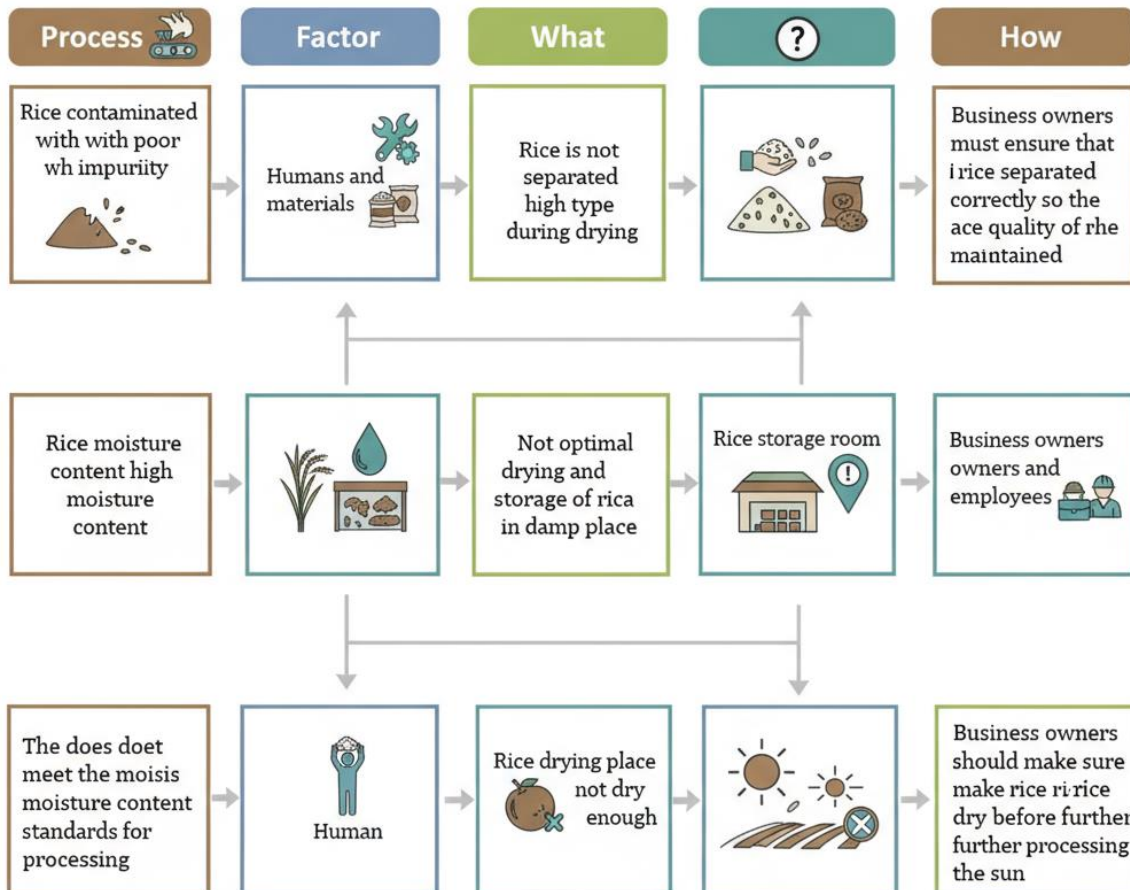 Process
Factor
What
?
How
Rice contaminated
with with poor
wh impuriity
Humans and
materials
Rice is not
separated
high type
during drying
Business owners
must ensure that
i rice separated
correctly so the
ace quality of rhe
maintained
Rice moisture
content high
moisture
content
Not optimal
drying and
storage of rica
in damp place
Rice storage room
!
Business owners
owners and
employees
The does doet
meet the moisis
moisture content
standards for
processing
Human
Rice drying place
not dry
enough
Business owners
should make sure
make rice ri:rice
dry before further
further processing
the sun